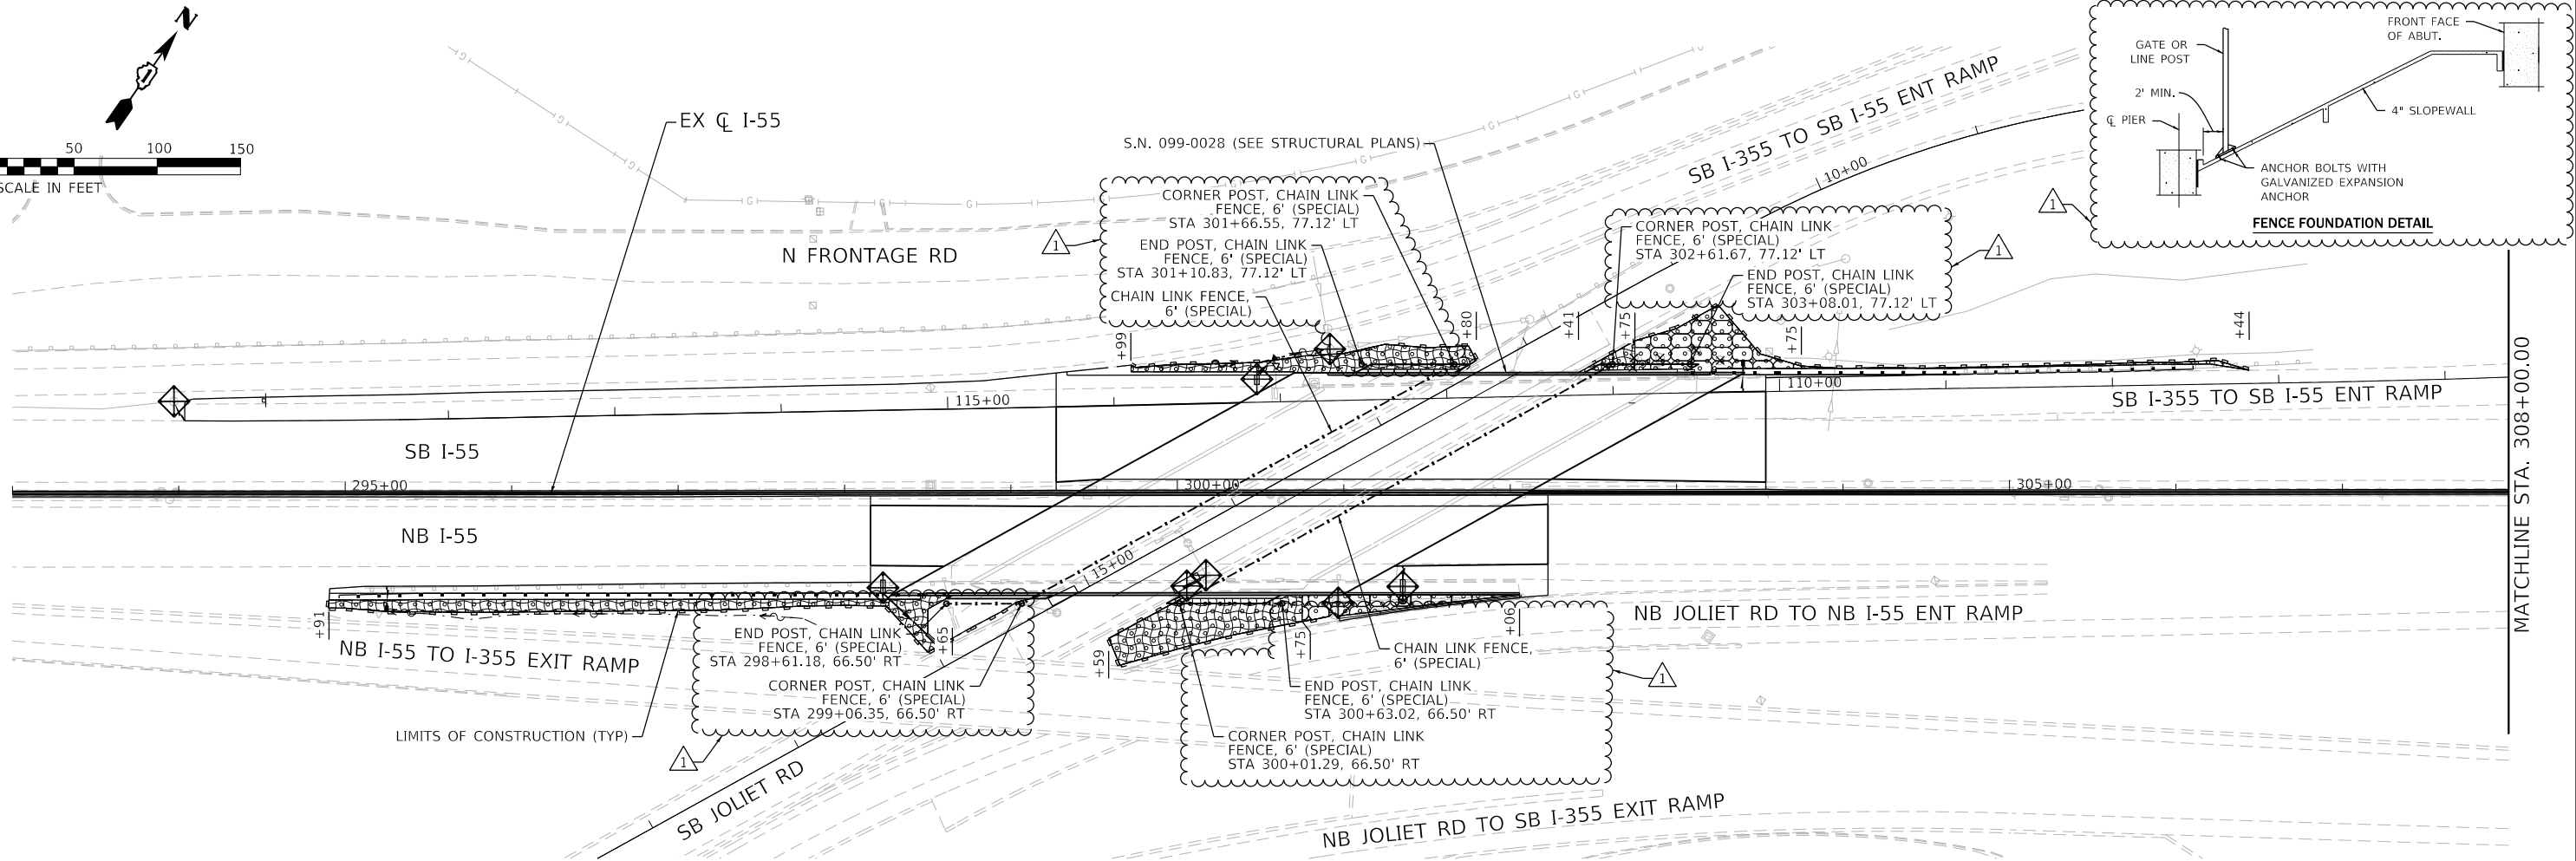 N
1
50 100 150
SCALE IN FEET
EX ℄ I-55
N FRONTAGE RD
S.N. 099-0028 (SEE STRUCTURAL PLANS)
CORNER POST, CHAIN LINK
FENCE, 6' (SPECIAL)
STA 301+66.55, 77.12' LT
END POST, CHAIN LINK
FENCE, 6' (SPECIAL)
STA 301+10.83, 77.12' LT
CHAIN LINK FENCE,
6' (SPECIAL)
1
SB I-355 TO SB I-55 ENT RAMP
10+00
CORNER POST, CHAIN LINK
FENCE, 6' (SPECIAL)
STA 302+61.67, 77.12' LT
END POST, CHAIN LINK
FENCE, 6' (SPECIAL)
STA 303+08.01, 77.12' LT
1
1
FRONT FACE
OF ABUT.
GATE OR
LINE POST
2' MIN.
℄ PIER
4" SLOPEWALL
ANCHOR BOLTS WITH
GALVANIZED EXPANSION
ANCHOR
FENCE FOUNDATION DETAIL
+99
+80
+41
+75
+75
+44
115+00
110+00
SB I-355 TO SB I-55 ENT RAMP
SB I-55
295+00
300+00
305+00
NB I-55
15+00
MATCHLINE STA. 308+00.00
+91
+65
+59
+75
+06
NB I-55 TO I-355 EXIT RAMP
END POST, CHAIN LINK
FENCE, 6' (SPECIAL)
STA 298+61.18, 66.50' RT
CORNER POST, CHAIN LINK
FENCE, 6' (SPECIAL)
STA 299+06.35, 66.50' RT
LIMITS OF CONSTRUCTION (TYP)
1
NB JOLIET RD TO NB I-55 ENT RAMP
CHAIN LINK FENCE,
6' (SPECIAL)
END POST, CHAIN LINK
FENCE, 6' (SPECIAL)
STA 300+63.02, 66.50' RT
CORNER POST, CHAIN LINK
FENCE, 6' (SPECIAL)
STA 300+01.29, 66.50' RT
1
SB JOLIET RD
NB JOLIET RD TO SB I-355 EXIT RAMP